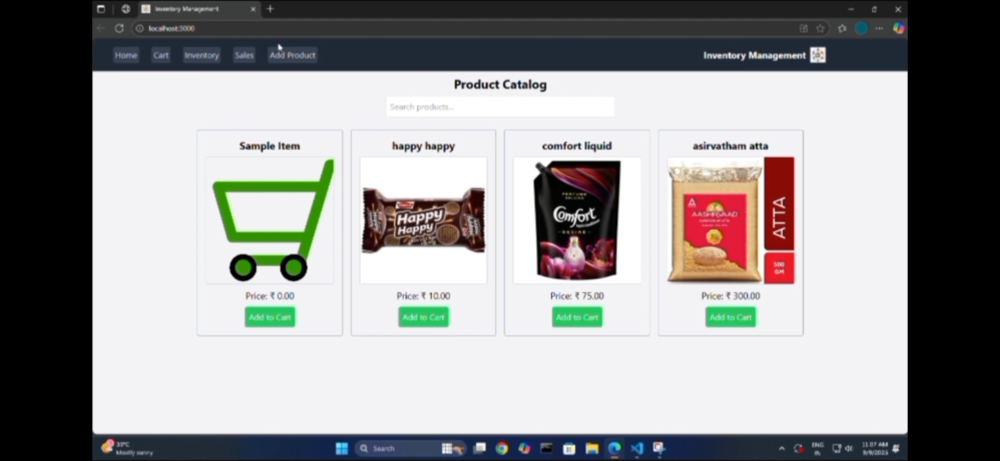 Inventory Management
localhost:3000
Home Cart Inventory Sales Add Product Inventory Management
Product Catalog
Search products...
Sample Item
happy happy
comfort liquid
asirvatham atta
Happy
Happy
PERFUME
DELUXE
Comfort
DESIRE
AASHIRVAAD
ATTA
500
GM
Price: ₹ 0.00
Price: ₹ 10.00
Price: ₹ 75.00
Price: ₹ 300.00
Add to Cart
Add to Cart
Add to Cart
Add to Cart
33°C
Mostly sunny
Search
ENG
IN
11:07 AM
9/9/2025